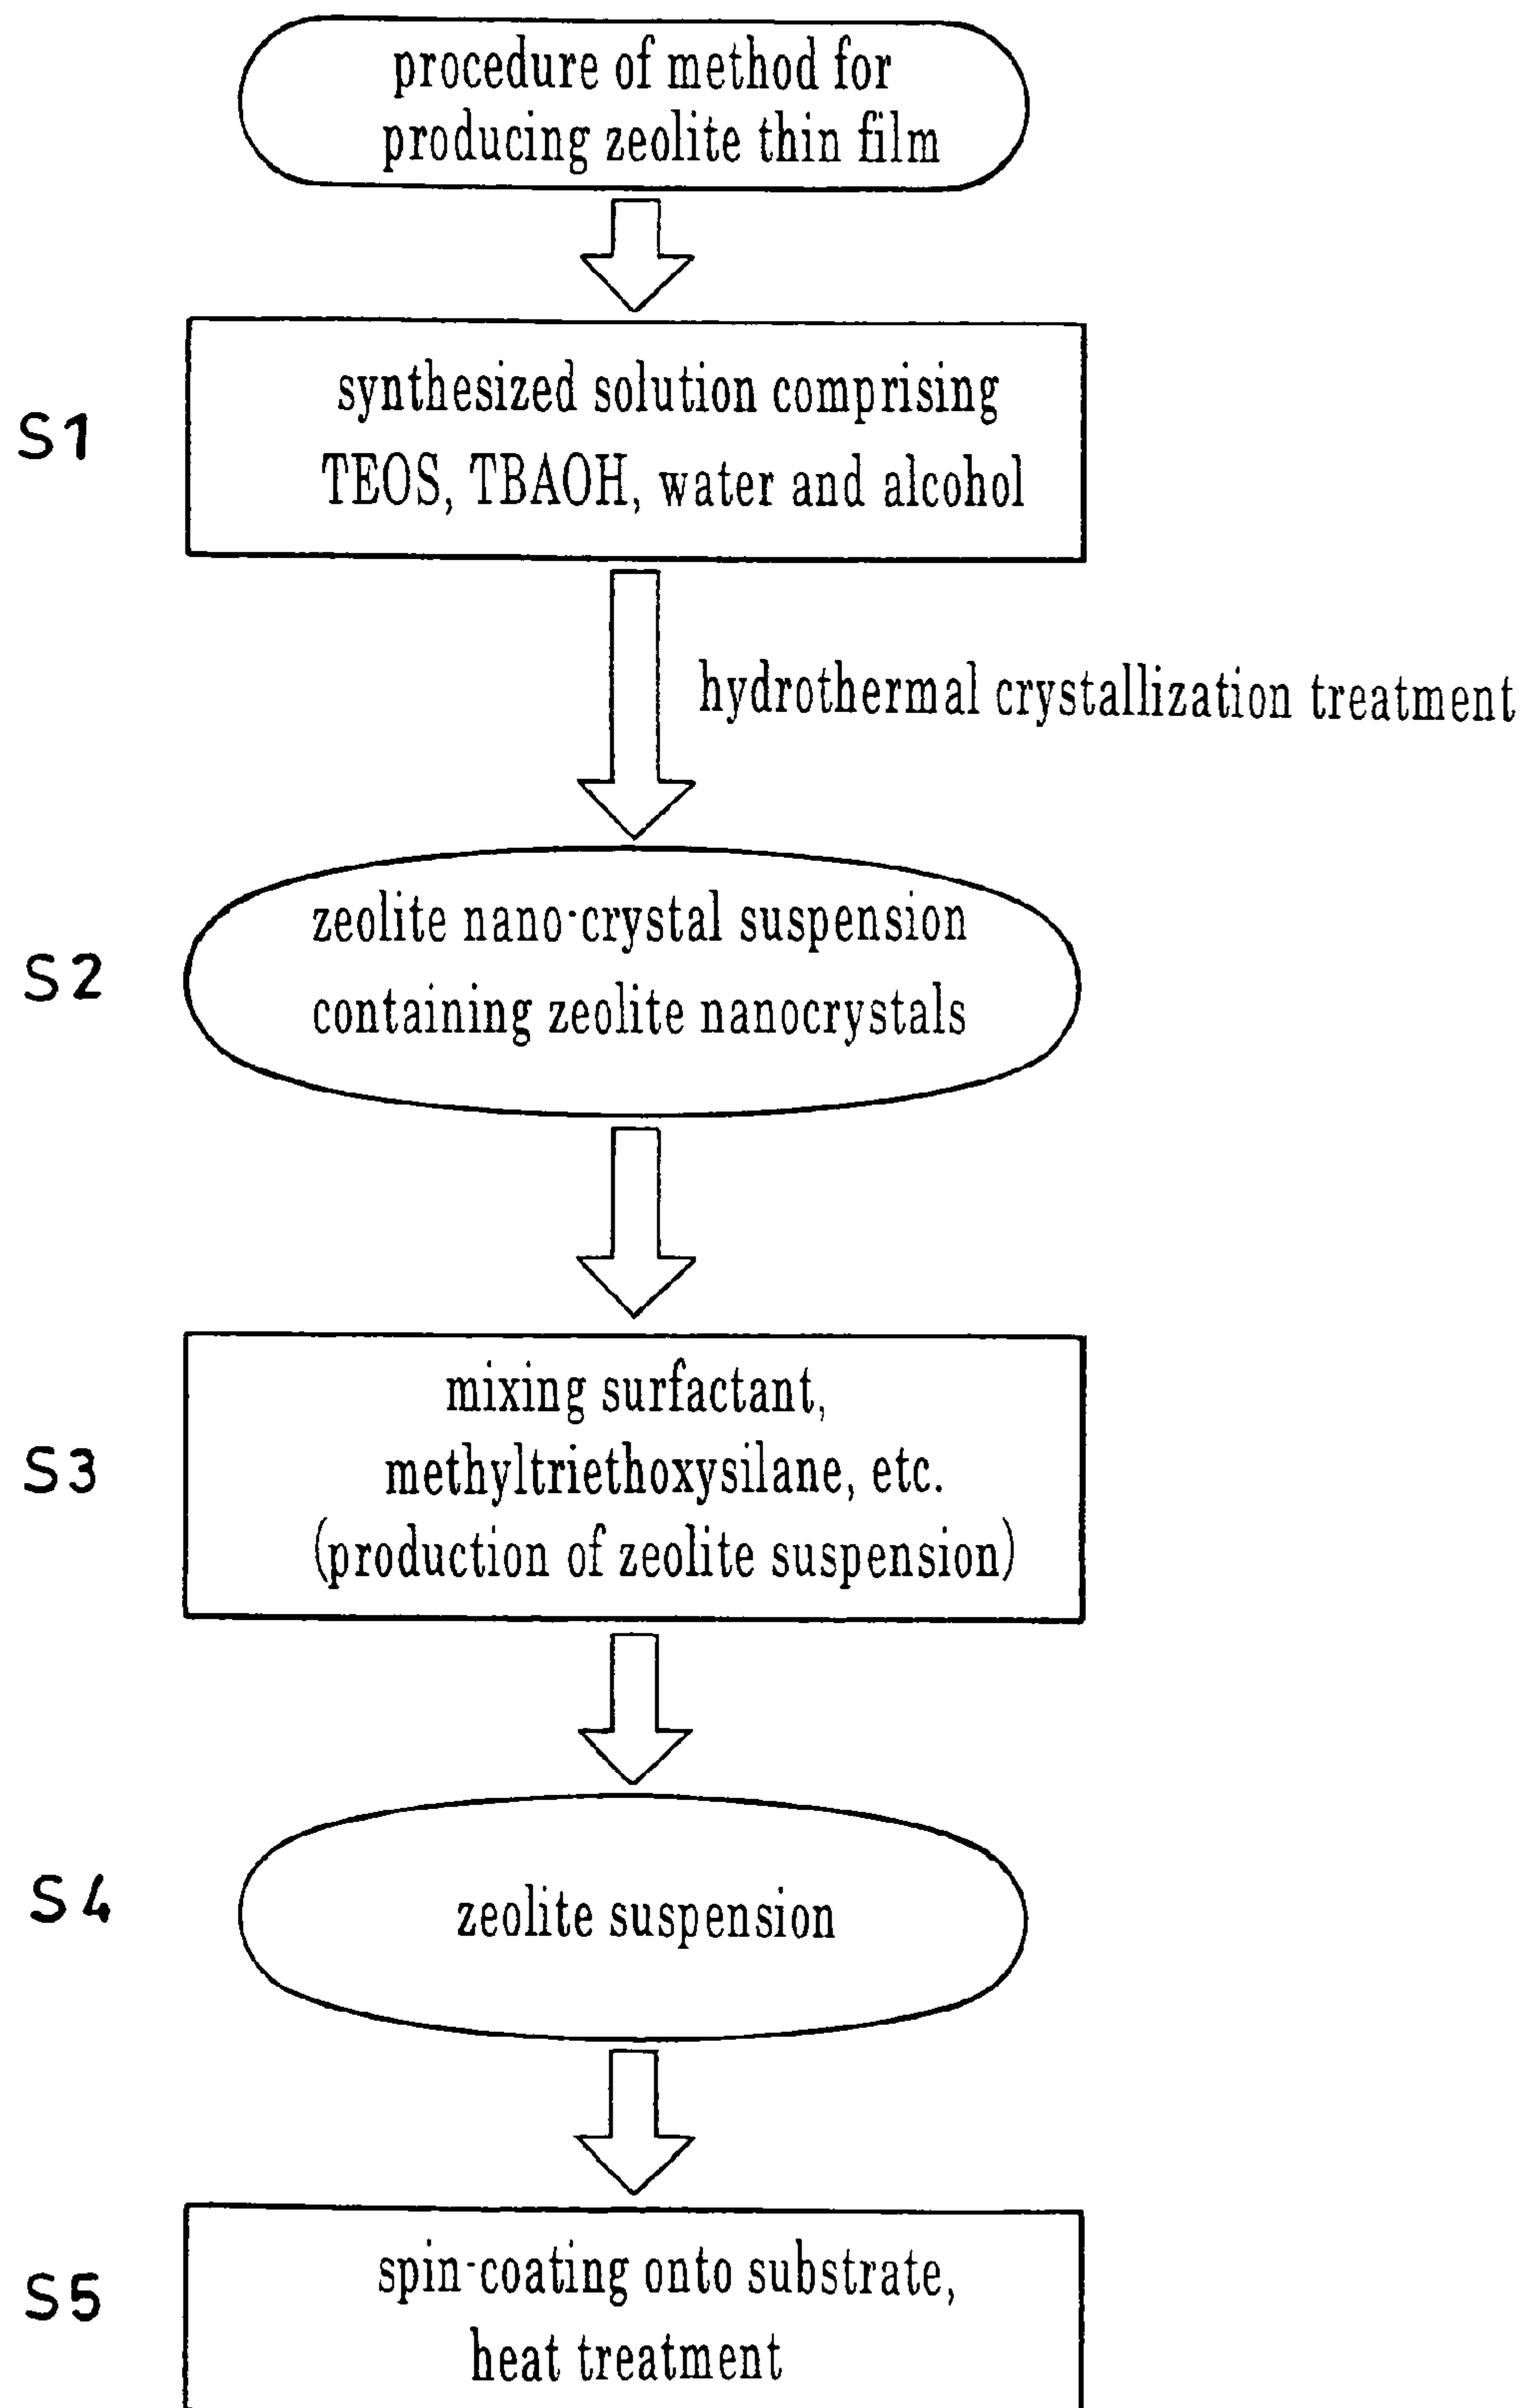 procedure of method for
producing zeolite thin film
S1
synthesized solution comprising
TEOS, TBAOH, water and alcohol
hydrothermal crystallization treatment
S2
zeolite nano-crystal suspension
containing zeolite nanocrystals
S3
mixing surfactant,
methyltriethoxysilane, etc.
(production of zeolite suspension)
S4
zeolite suspension
S5
spin-coating onto substrate,
heat treatment